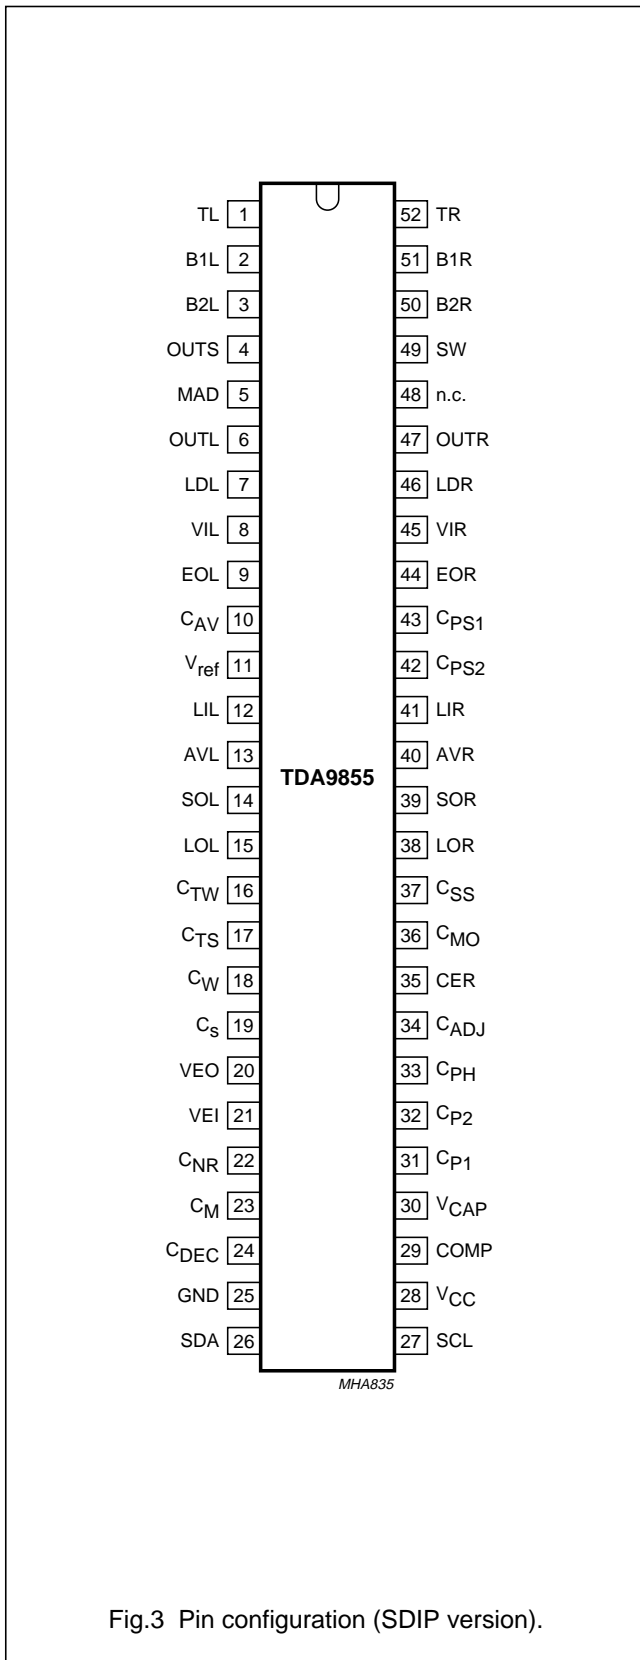 TL 1 52 TR
B1L 2 51 B1R
B2L 3 50 B2R
OUTS 4 49 SW
MAD 5 48 n.c.
OUTL 6 47 OUTR
LDL 7 46 LDR
VIL 8 45 VIR
EOL 9 44 EOR
CAV 10 43 CPS1
Vref 11 42 CPS2
LIL 12 41 LIR
AVL 13 40 AVR
TDA9855
SOL 14 39 SOR
LOL 15 38 LOR
CTW 16 37 CSS
CTS 17 36 CMO
CW 18 35 CER
Cs 19 34 CADJ
VEO 20 33 CPH
VEI 21 32 CP2
CNR 22 31 CP1
CM 23 30 VCAP
CDEC 24 29 COMP
GND 25 28 VCC
SDA 26 27 SCL
MHA835
Fig.3 Pin configuration (SDIP version).